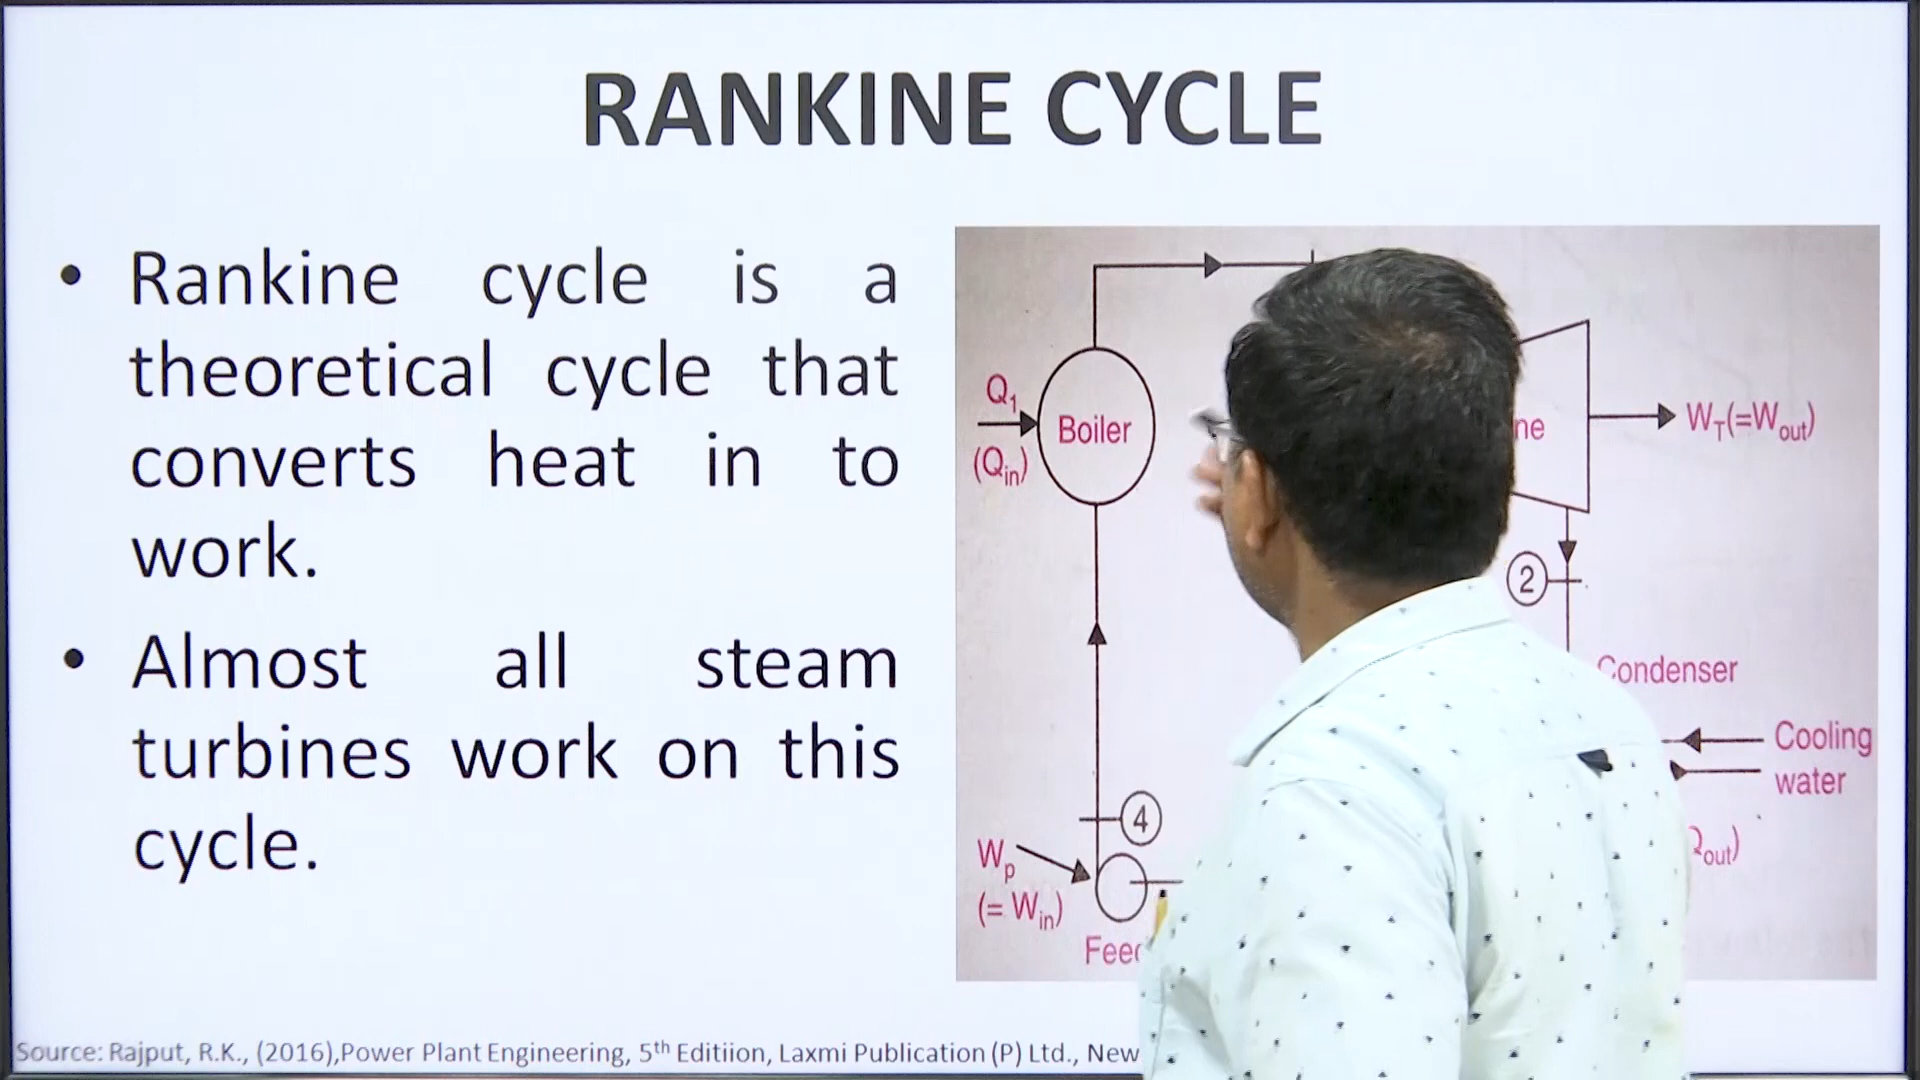 RANKINE CYCLE
• Rankine cycle is a
theoretical cycle that
converts heat in to
work.
• Almost all steam
turbines work on this
cycle.
Q1
(Qin)
Boiler
WT(=Wout)
2
Condenser
Cooling
water
4
Wp
(= Win)
Source: Rajput, R.K., (2016),Power Plant Engineering, 5th Editiion, Laxmi Publication (P) Ltd., New